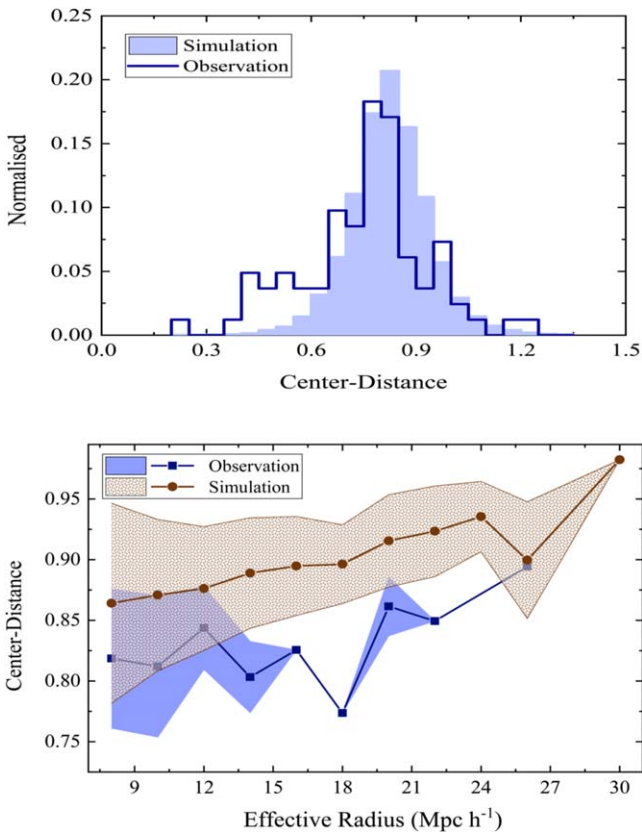 0.25
0.20
0.15
0.10
0.05
0.00
Normalised
Simulation
Observation
0.0 0.3 0.6 0.9 1.2 1.5
Center-Distance
0.95
0.90
0.85
0.80
0.75
Center-Distance
Observation
Simulation
9 12 15 18 21 24 27 30
Effective Radius (Mpc h⁻¹)